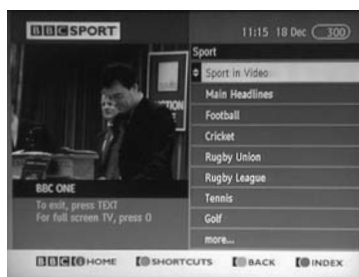 BBC SPORT
11:15 18 Dec 300
Sport
Sport in Video
Main Headlines
Football
Cricket
Rugby Union
Rugby League
Tennis
Golf
more...
BBC ONE
To exit, press TEXT
For full screen TV, press 0
BBCi HOME SHORTCUTS BACK INDEX